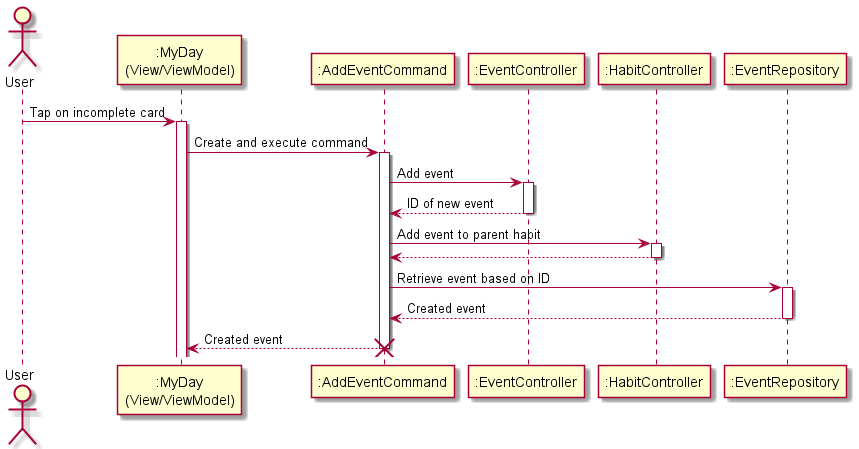 :MyDay
(View/ViewModel)
:AddEventCommand
:EventController
:HabitController
:EventRepository
User
Tap on incomplete card
Create and execute command
Add event
ID of new event
Add event to parent habit
Retrieve event based on ID
Created event
Created event
User
:MyDay
(View/ViewModel)
:AddEventCommand
:EventController
:HabitController
:EventRepository